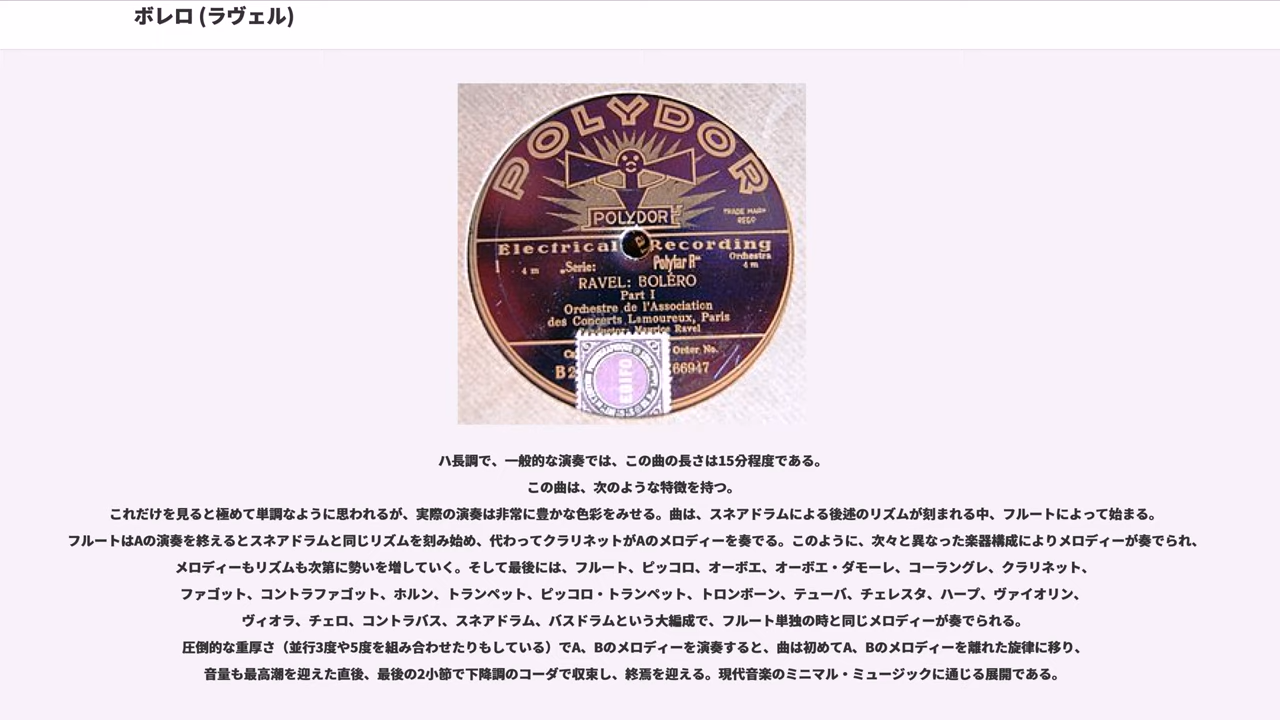 ボレロ (ラヴェル)
POLYDOR
POLYDOR
TRADE MARK
REGD
Electrical Recording
4 m „Serie: Polyfar R“ Orchestra
4 m
RAVEL: BOLÉRO
Part I
Orchestre de l'Association
des Concerts Lamoureux, Paris
Conductor: Maurice Ravel
Order No.
B 2 66947
EDIFO
ハ長調で、一般的な演奏では、この曲の長さは15分程度である。
この曲は、次のような特徴を持つ。
これだけを見ると極めて単調なように思われるが、実際の演奏は非常に豊かな色彩をみせる。曲は、スネアドラムによる後述のリズムが刻まれる中、フルートによって始まる。
フルートはAの演奏を終えるとスネアドラムと同じリズムを刻み始め、代わってクラリネットがAのメロディーを奏でる。このように、次々と異なった楽器構成によりメロディーが奏でられ、
メロディーもリズムも次第に勢いを増していく。そして最後には、フルート、ピッコロ、オーボエ、オーボエ・ダモーレ、コーラングレ、クラリネット、
ファゴット、コントラファゴット、ホルン、トランペット、ピッコロ・トランペット、トロンボーン、テューバ、チェレスタ、ハープ、ヴァイオリン、
ヴィオラ、チェロ、コントラバス、スネアドラム、バスドラムという大編成で、フルート単独の時と同じメロディーが奏でられる。
圧倒的な重厚さ（並行3度や5度を組み合わせたりもしている）でA、Bのメロディーを演奏すると、曲は初めてA、Bのメロディーを離れた旋律に移り、
音量も最高潮を迎えた直後、最後の2小節で下降調のコーダで収束し、終焉を迎える。現代音楽のミニマル・ミュージックに通じる展開である。